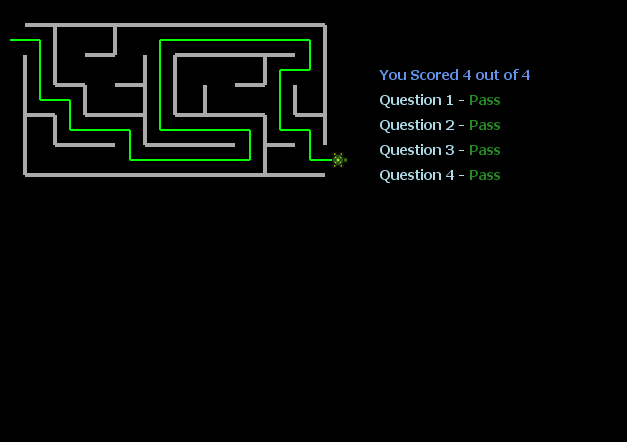 You Scored 4 out of 4
Question 1 - Pass
Question 2 - Pass
Question 3 - Pass
Question 4 - Pass